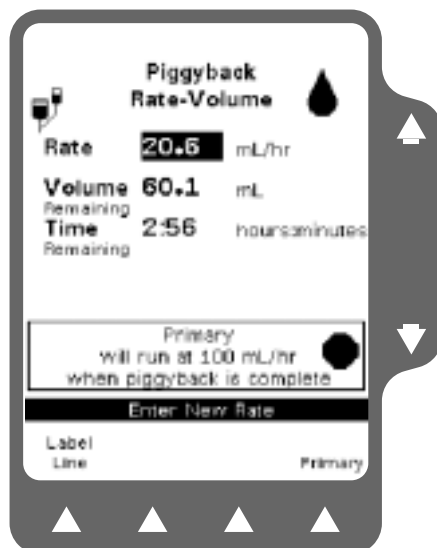 Piggyback
Rate-Volume
Rate 20.6 mL/hr
Volume 60.1 mL
Remaining
Time 2:56 hours:minutes
Remaining
Primary
will run at 100 mL/hr
when piggyback is complete
Enter New Rate
Label
Line Primary